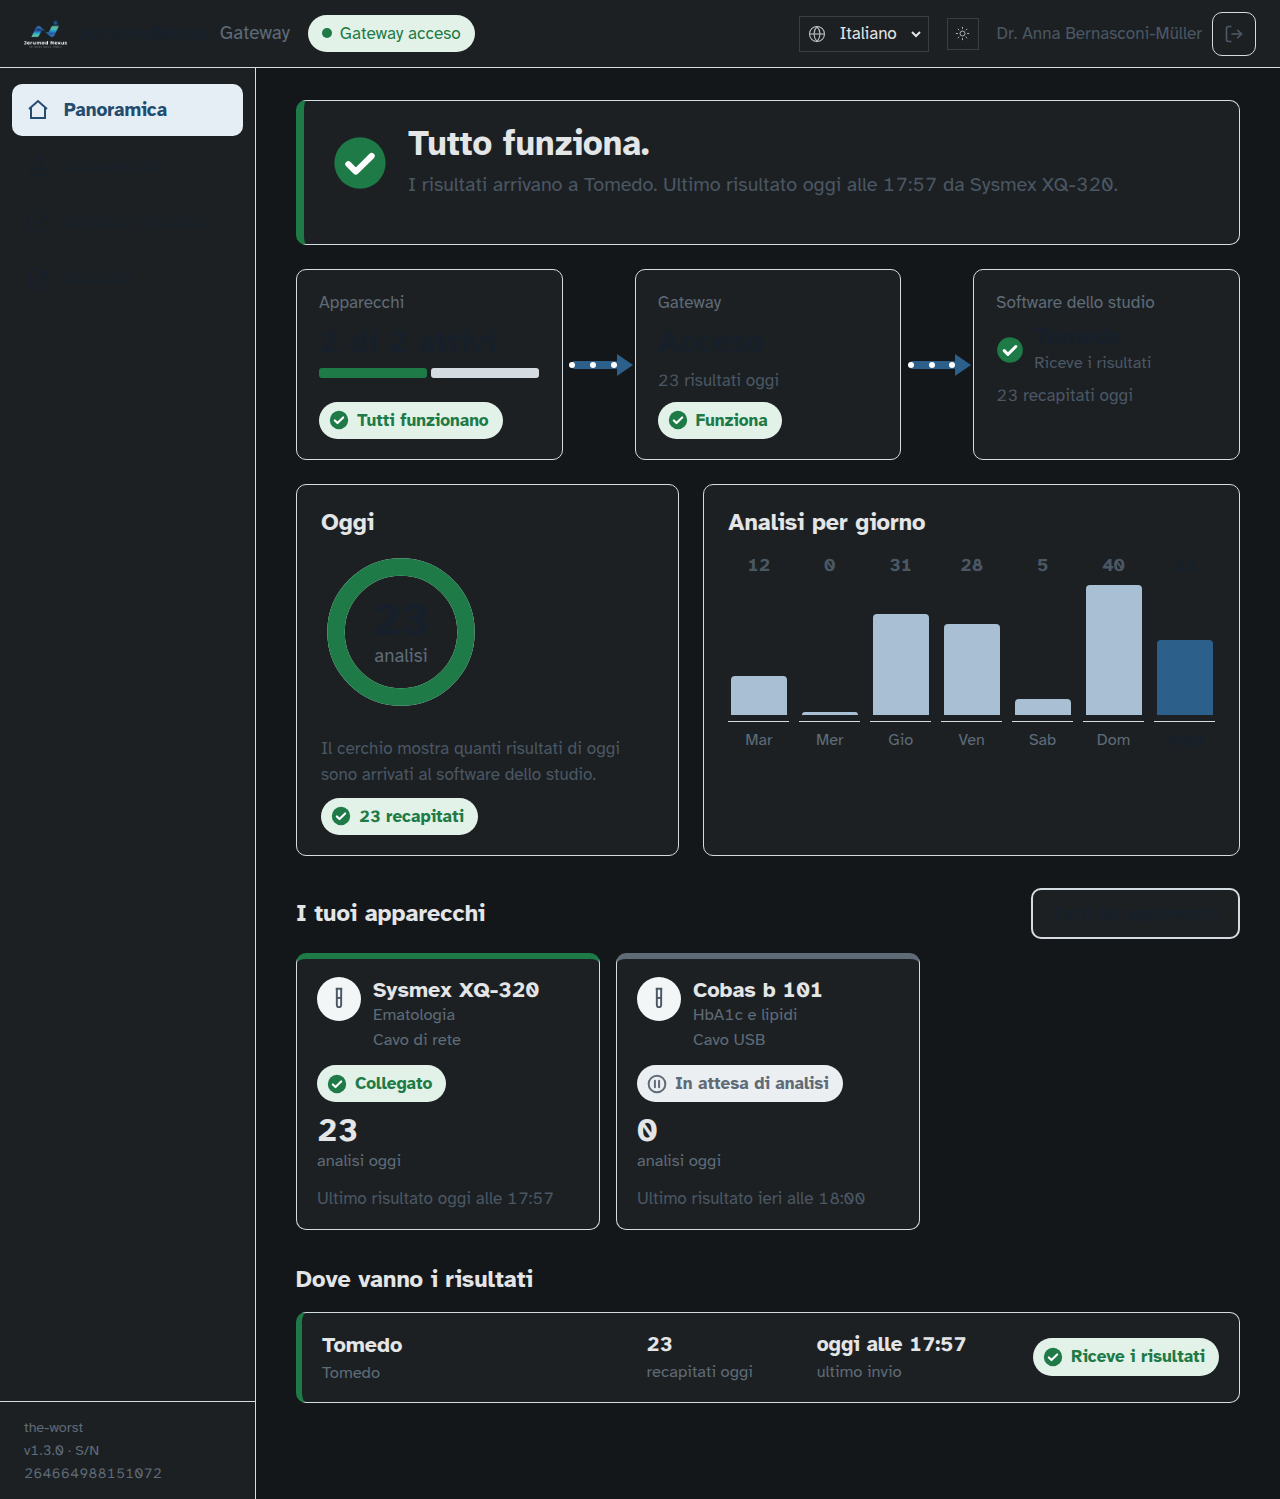 Jerumed Nexus
Gateway
Gateway acceso
Italiano
Dr. Anna Bernasconi-Müller
Panoramica
Tutto funziona.
I risultati arrivano a Tomedo. Ultimo risultato oggi alle 17:57 da Sysmex XQ-320.
Apparecchi
Tutti funzionano
Gateway
23 risultati oggi
Funziona
Software dello studio
Riceve i risultati
23 recapitati oggi
Oggi
23
analisi
Il cerchio mostra quanti risultati di oggi
sono arrivati al software dello studio.
23 recapitati
Analisi per giorno
12 0 31 28 5 40
Mar Mer Gio Ven Sab Dom
I tuoi apparecchi
Sysmex XQ-320
Ematologia
Cavo di rete
Collegato
23
analisi oggi
Ultimo risultato oggi alle 17:57
Cobas b 101
HbA1c e lipidi
Cavo USB
In attesa di analisi
0
analisi oggi
Ultimo risultato ieri alle 18:00
Dove vanno i risultati
Tomedo
Tomedo
23
recapitati oggi
oggi alle 17:57
ultimo invio
Riceve i risultati
the-worst
v1.3.0 · S/N
264664988151072